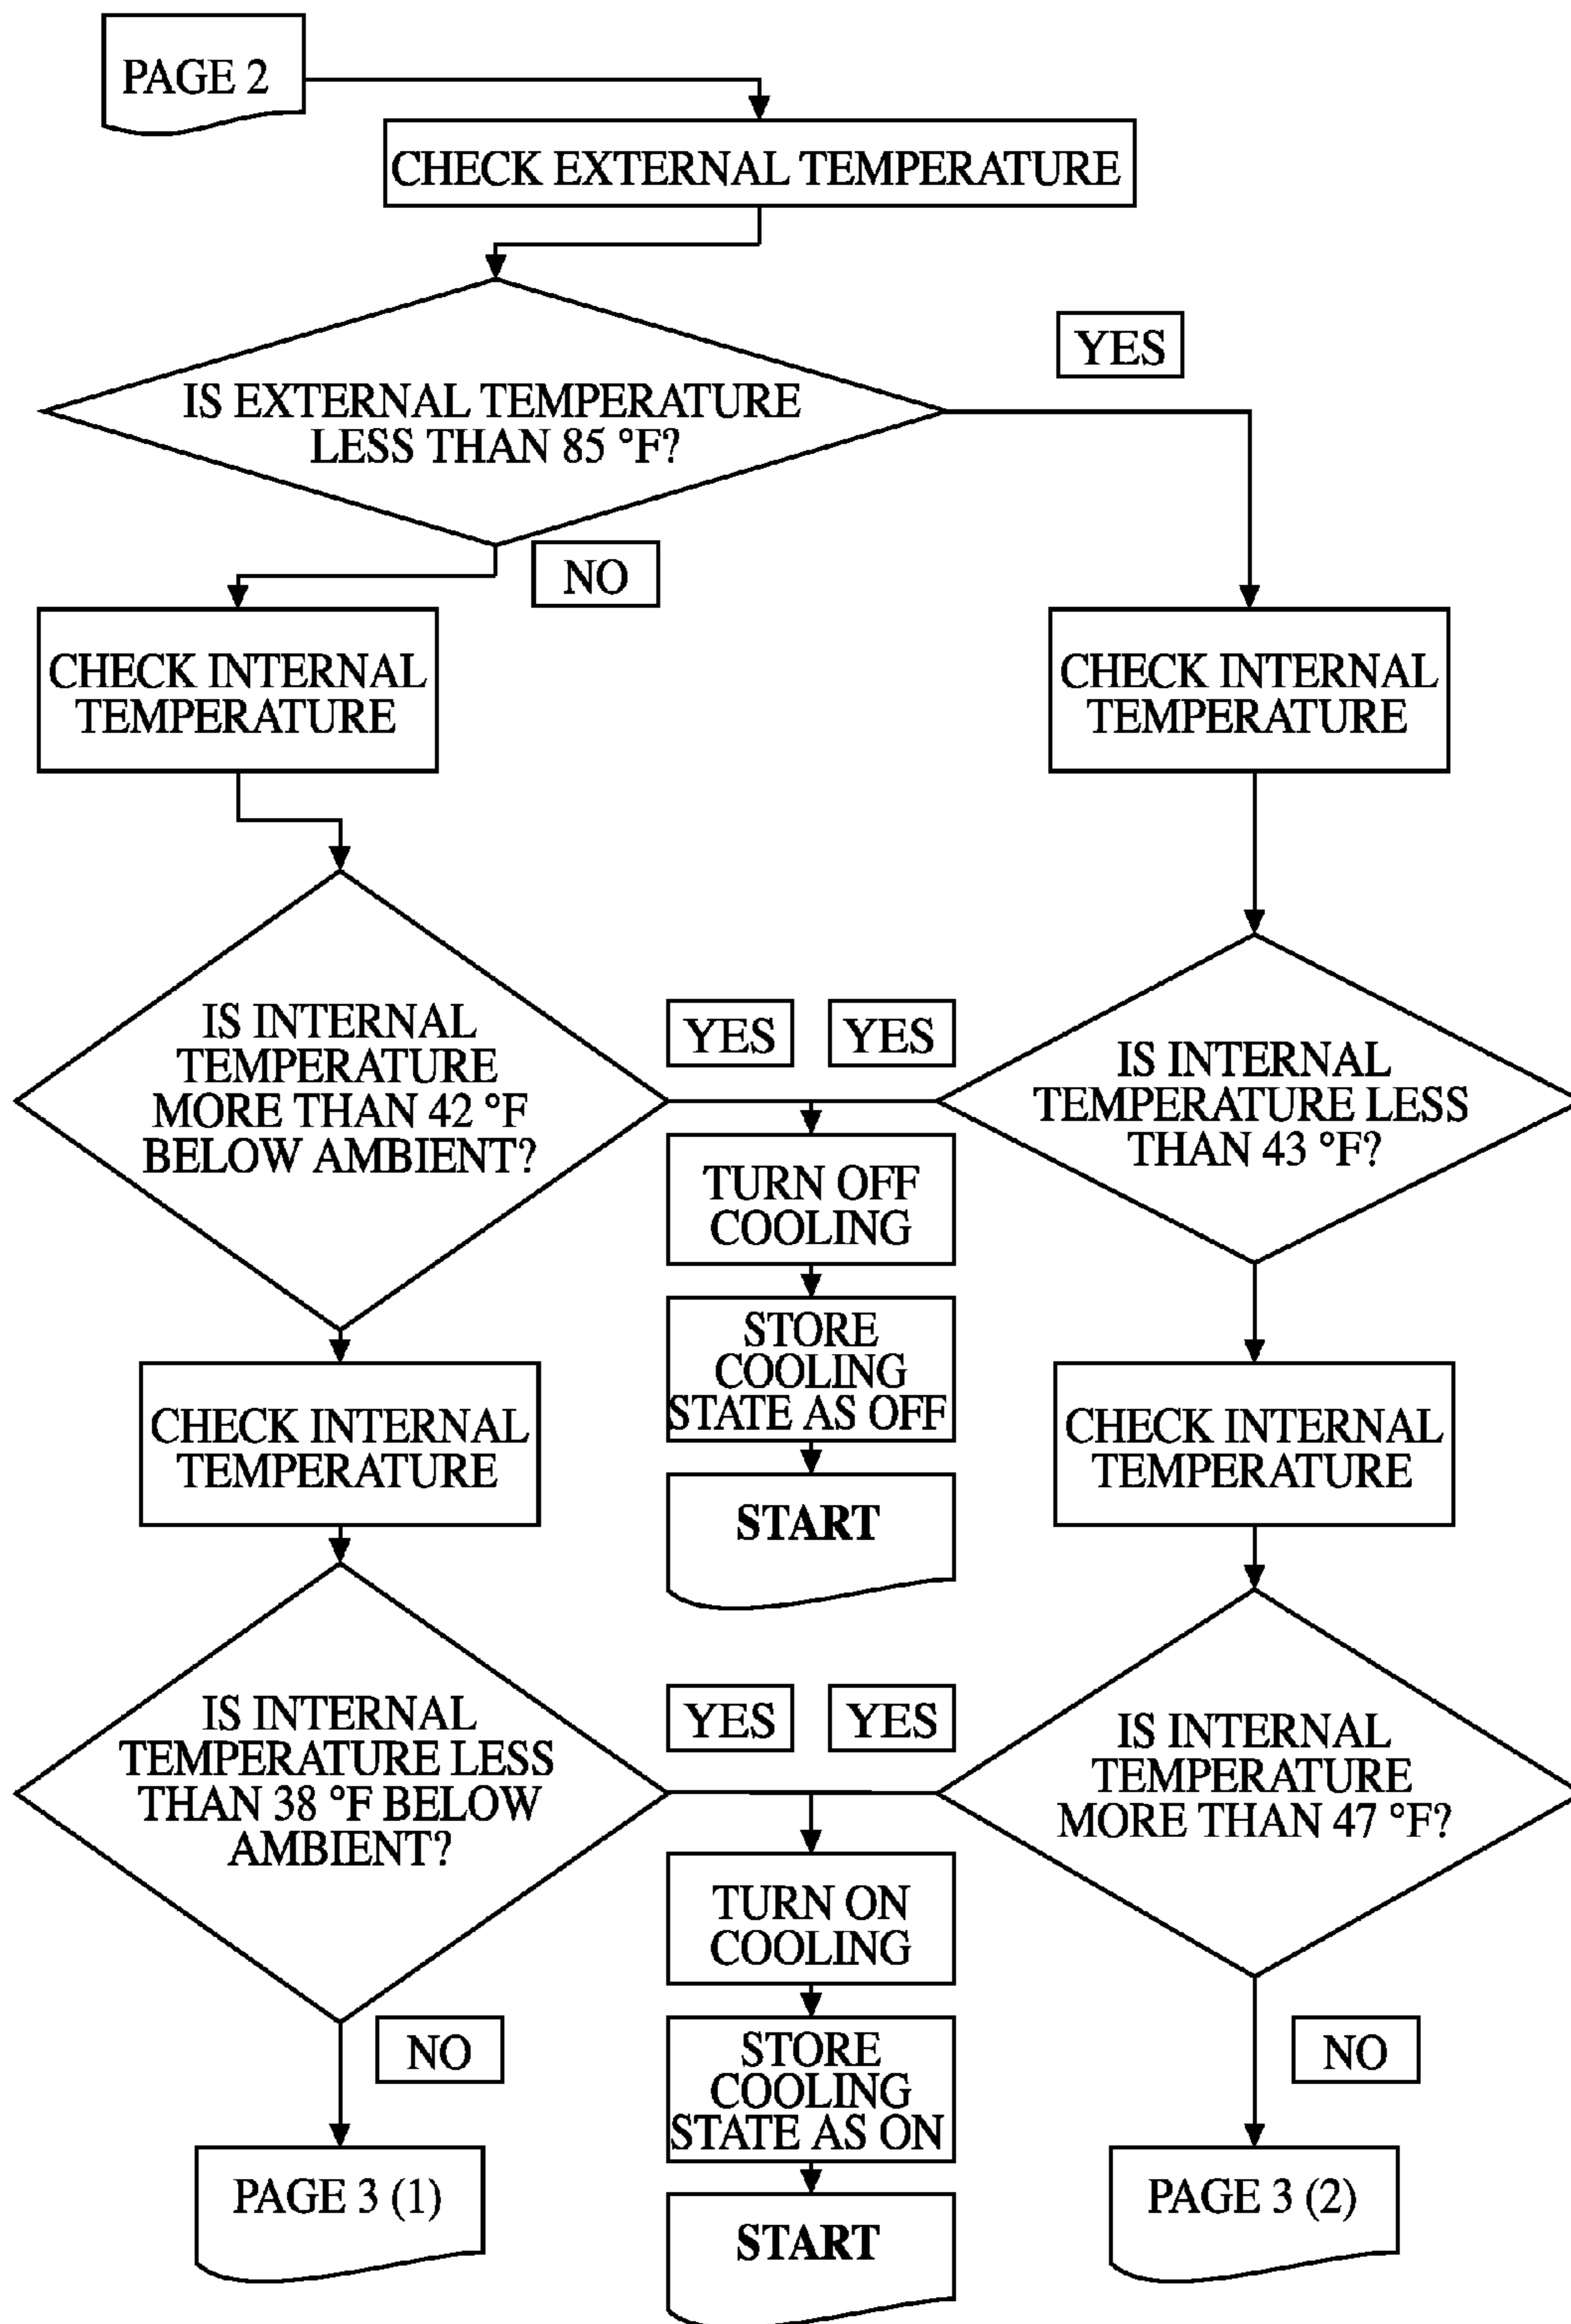 PAGE 2
CHECK EXTERNAL TEMPERATURE
YES
IS EXTERNAL TEMPERATURE
LESS THAN 85 °F?
NO
CHECK INTERNAL
TEMPERATURE
CHECK INTERNAL
TEMPERATURE
IS INTERNAL
TEMPERATURE
MORE THAN 42 °F
BELOW AMBIENT?
YES
YES
IS INTERNAL
TEMPERATURE LESS
THAN 43 °F?
TURN OFF
COOLING
STORE
COOLING
STATE AS OFF
START
CHECK INTERNAL
TEMPERATURE
CHECK INTERNAL
TEMPERATURE
IS INTERNAL
TEMPERATURE LESS
THAN 38 °F BELOW
AMBIENT?
YES
YES
IS INTERNAL
TEMPERATURE
MORE THAN 47 °F?
TURN ON
COOLING
STORE
COOLING
STATE AS ON
START
NO
NO
PAGE 3 (1)
PAGE 3 (2)